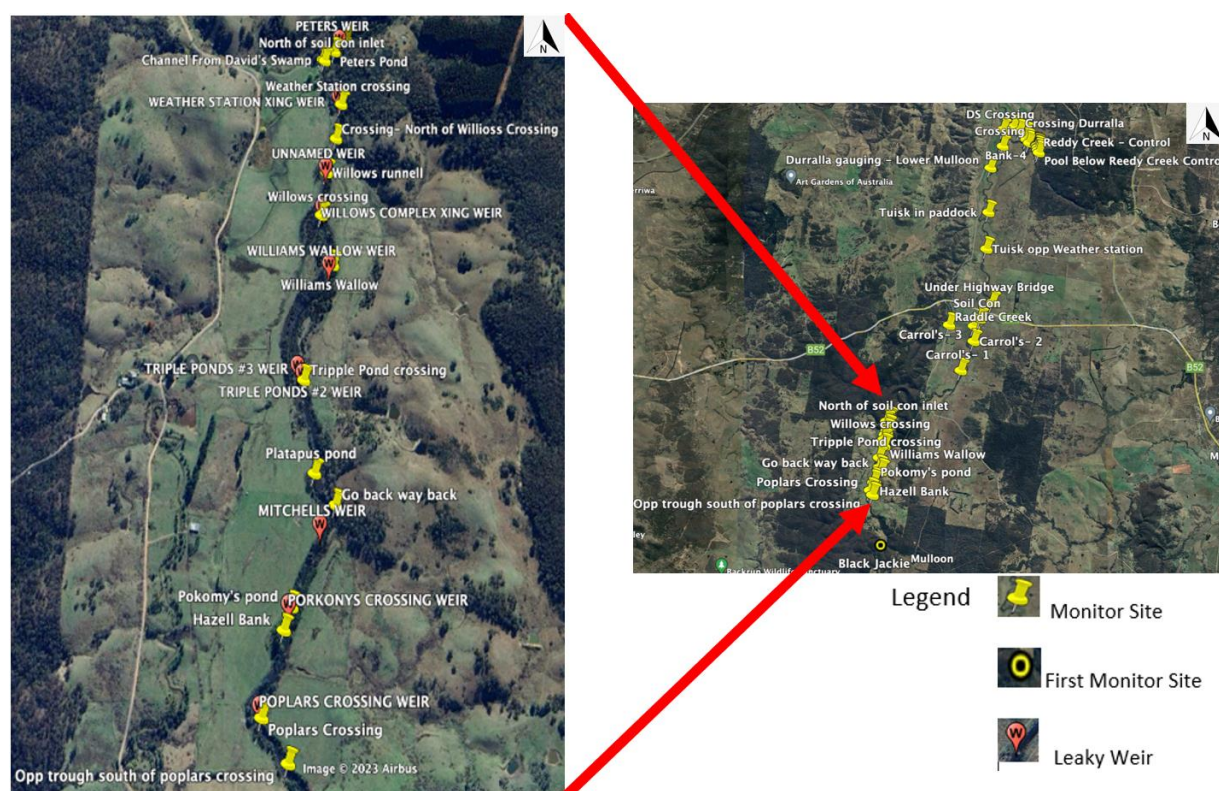 PETERS WEIR
North of soil con inlet
Channel From David's Swamp
Peters Pond
Weather Station crossing
WEATHER STATION XING WEIR
Crossing- North of Willioss Crossing
UNNAMED WEIR
Willows runnell
Willows crossing
WILLOWS COMPLEX XING WEIR
WILLIAMS WALLOW WEIR
Williams Wallow
TRIPLE PONDS #3 WEIR
Tripple Pond crossing
TRIPLE PONDS #2 WEIR
Platapus pond
Go back way back
MITCHELLS WEIR
Pokomy's pond
PORKONYS CROSSING WEIR
Hazell Bank
POPLARS CROSSING WEIR
Poplars Crossing
Opp trough south of poplars crossing
Image © 2023 Airbus
N
N
DS Crossing
Crossing Durralla
Crossing
Reddy Creek - Control
Bank-4
Pool Below Reedy Creek Contro
Durralla gauging - Lower Mulloon
Art Gardens of Australia
Tuisk in paddock
Tuisk opp Weather station
Under Highway Bridge
Soil Con
Raddle Creek
Carrol's- 3
Carrol's- 2
Carrol's- 1
B52
B52
North of soil con inlet
Willows crossing
Tripple Pond crossing
Williams Wallow
Go back way back
Pokomy's pond
Poplars Crossing
Hazell Bank
Opp trough south of poplars crossing
Black Jackie
Mulloon
Legend
Monitor Site
First Monitor Site
W
Leaky Weir